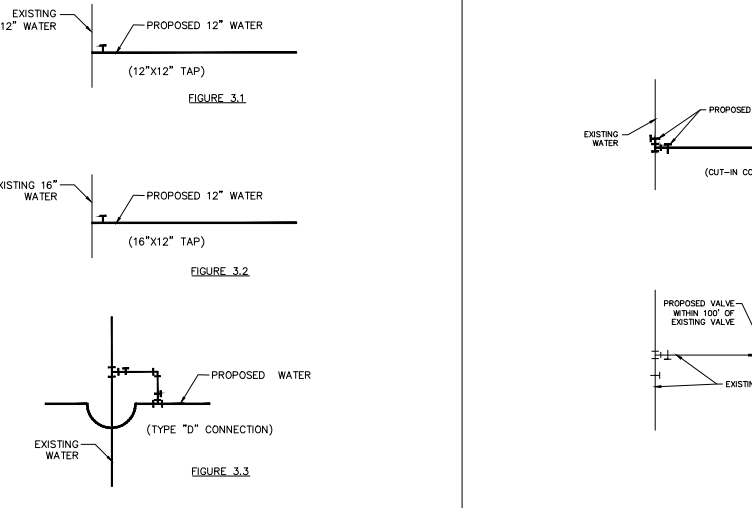 EXISTING
12" WATER
PROPOSED 12" WATER
(12"X12" TAP)
FIGURE 3.1
16"
WATER
PROPOSED 12" WATER
(16"X12" TAP)
FIGURE 3.2
PROPOSED WATER
(TYPE "D" CONNECTION)
EXISTING
WATER
FIGURE 3.3
PROPOSED
EXISTING
WATER
PROPOSED VALVE
WITHIN 100' OF
EXISTING VALVE